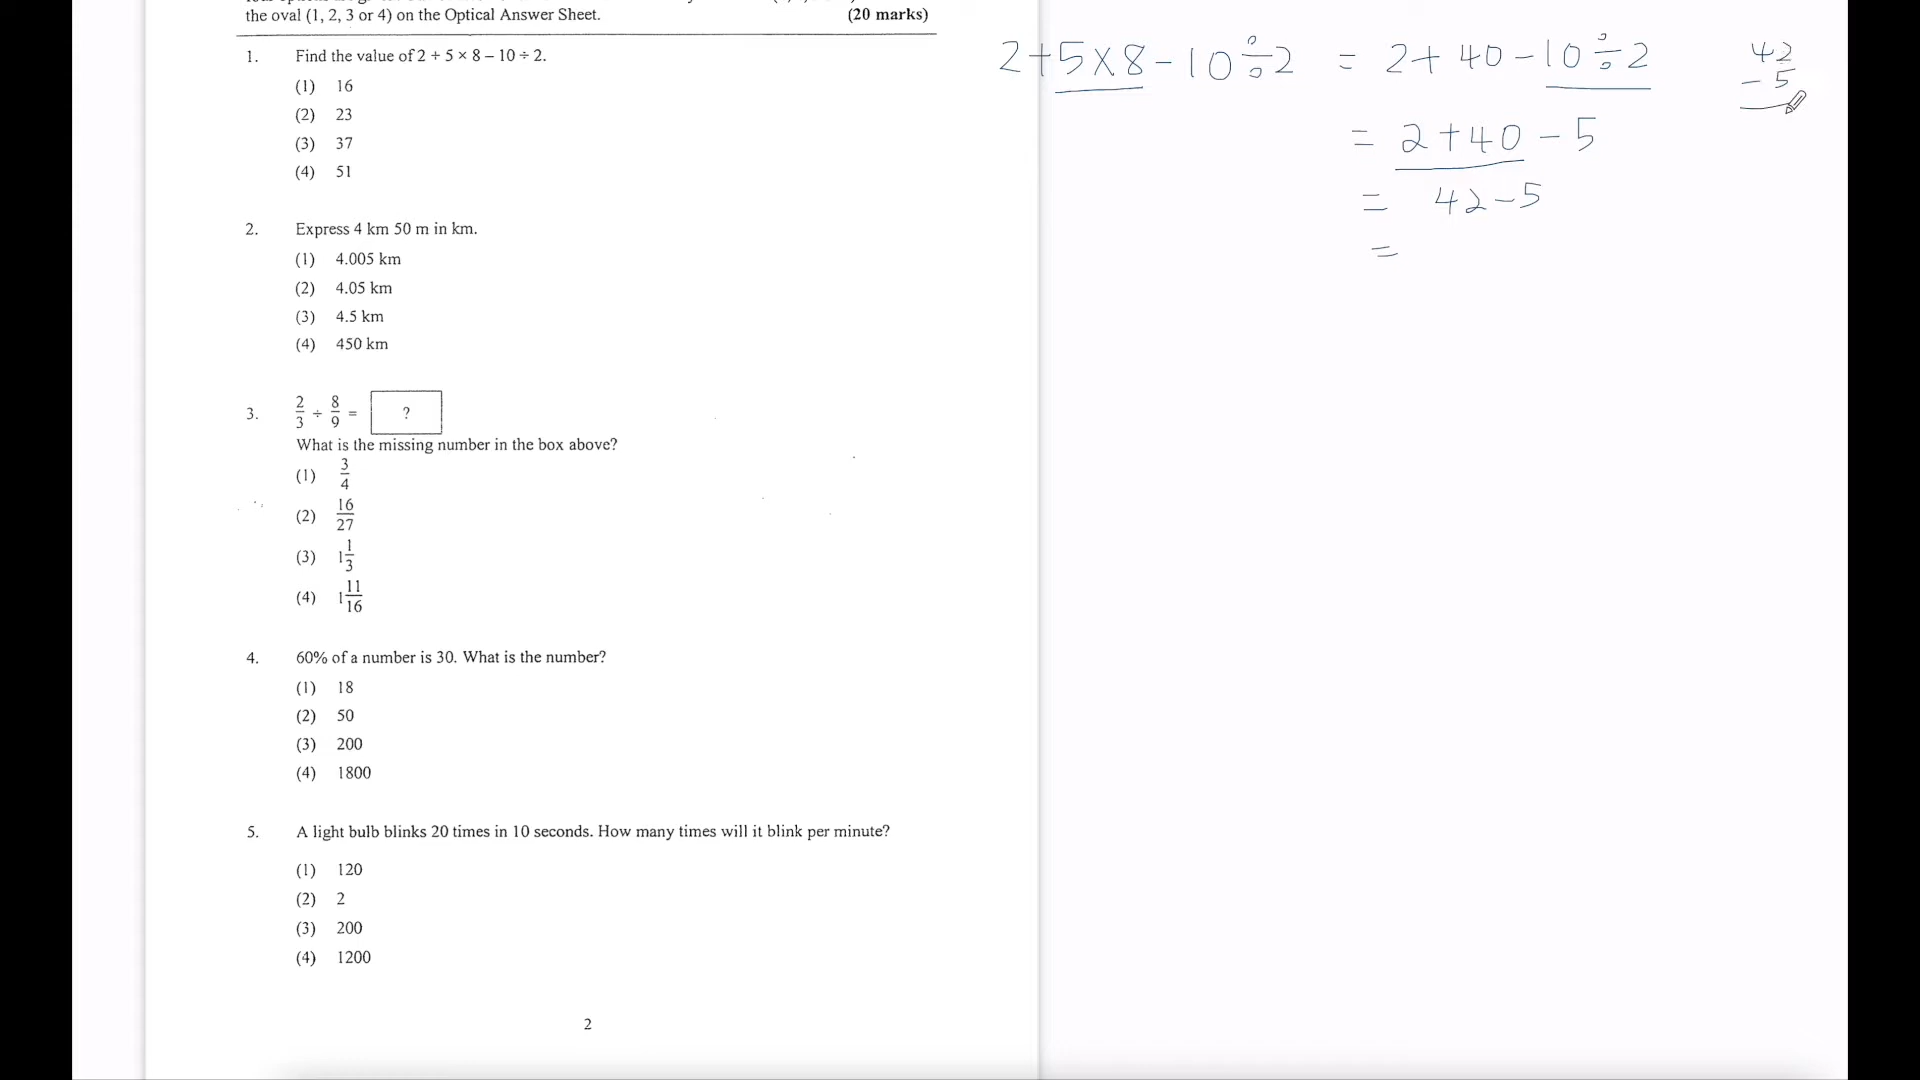 the oval (1, 2, 3 or 4) on the Optical Answer Sheet. (20 marks)
1. Find the value of 2 + 5 × 8 – 10 ÷ 2.
(1) 16
(2) 23
(3) 37
(4) 51
2. Express 4 km 50 m in km.
(1) 4.005 km
(2) 4.05 km
(3) 4.5 km
(4) 450 km
3. 2/3 ÷ 8/9 = ?
What is the missing number in the box above?
(1) 3/4
(2) 16/27
(3) 1 1/3
(4) 1 11/16
4. 60% of a number is 30. What is the number?
(1) 18
(2) 50
(3) 200
(4) 1800
5. A light bulb blinks 20 times in 10 seconds. How many times will it blink per minute?
(1) 120
(2) 2
(3) 200
(4) 1200
2
2+5×8-10÷2 = 2+40-10÷2
= 2+40-5
= 42-5
=
42
-5